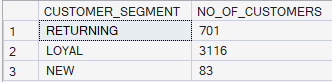 CUSTOMER_SEGMENT NO_OF_CUSTOMERS
1 RETURNING 701
2 LOYAL 3116
3 NEW 83